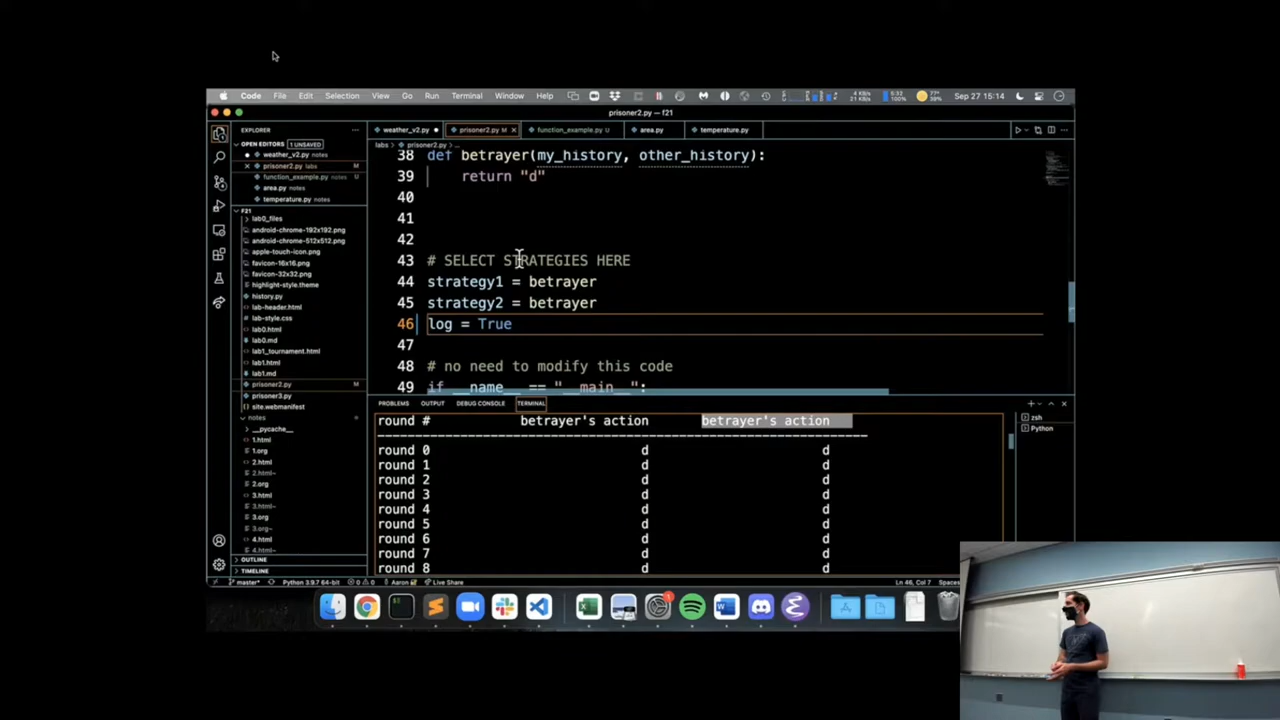 Code File Edit Selection View Go Run Terminal Window Help Sep 27 15:14
prisoner2.py — f21
EXPLORER
weather_v2.py
prisoner2.py M
function_example.py U
area.py
temperature.py
OPEN EDITORS 1 UNSAVED
weather_v2.py notes
prisoner2.py labs M
function_example.py notes U
area.py notes
temperature.py notes
F21
lab0_files
android-chrome-192x192.png
android-chrome-512x512.png
apple-touch-icon.png
favicon-16x16.png
favicon-32x32.png
highlight-style.theme
history.py
lab-header.html
lab-style.css
lab0.html
lab0.md
lab1_tournament.html
lab1.html
lab1.md
prisoner2.py M
prisoner3.py
site.webmanifest
notes
__pycache__
1.html
1.org
2.html
2.html~
2.org
3.html
3.org
3.org~
4.html
4.html~
OUTLINE
TIMELINE
labs > prisoner2.py > ...
38 def betrayer(my_history, other_history):
39 return "d"
40
41
42
43 # SELECT STRATEGIES HERE
44 strategy1 = betrayer
45 strategy2 = betrayer
46 log = True
47
48 # no need to modify this code
49 if __name__ == "__main__":
PROBLEMS OUTPUT DEBUG CONSOLE TERMINAL
zsh
Python
round # betrayer's action betrayer's action
round 0 d d
round 1 d d
round 2 d d
round 3 d d
round 4 d d
round 5 d d
round 6 d d
round 7 d d
round 8 d d
master* Python 3.9.7 64-bit 0 0 Aaron Live Share Ln 46, Col 7 Spaces